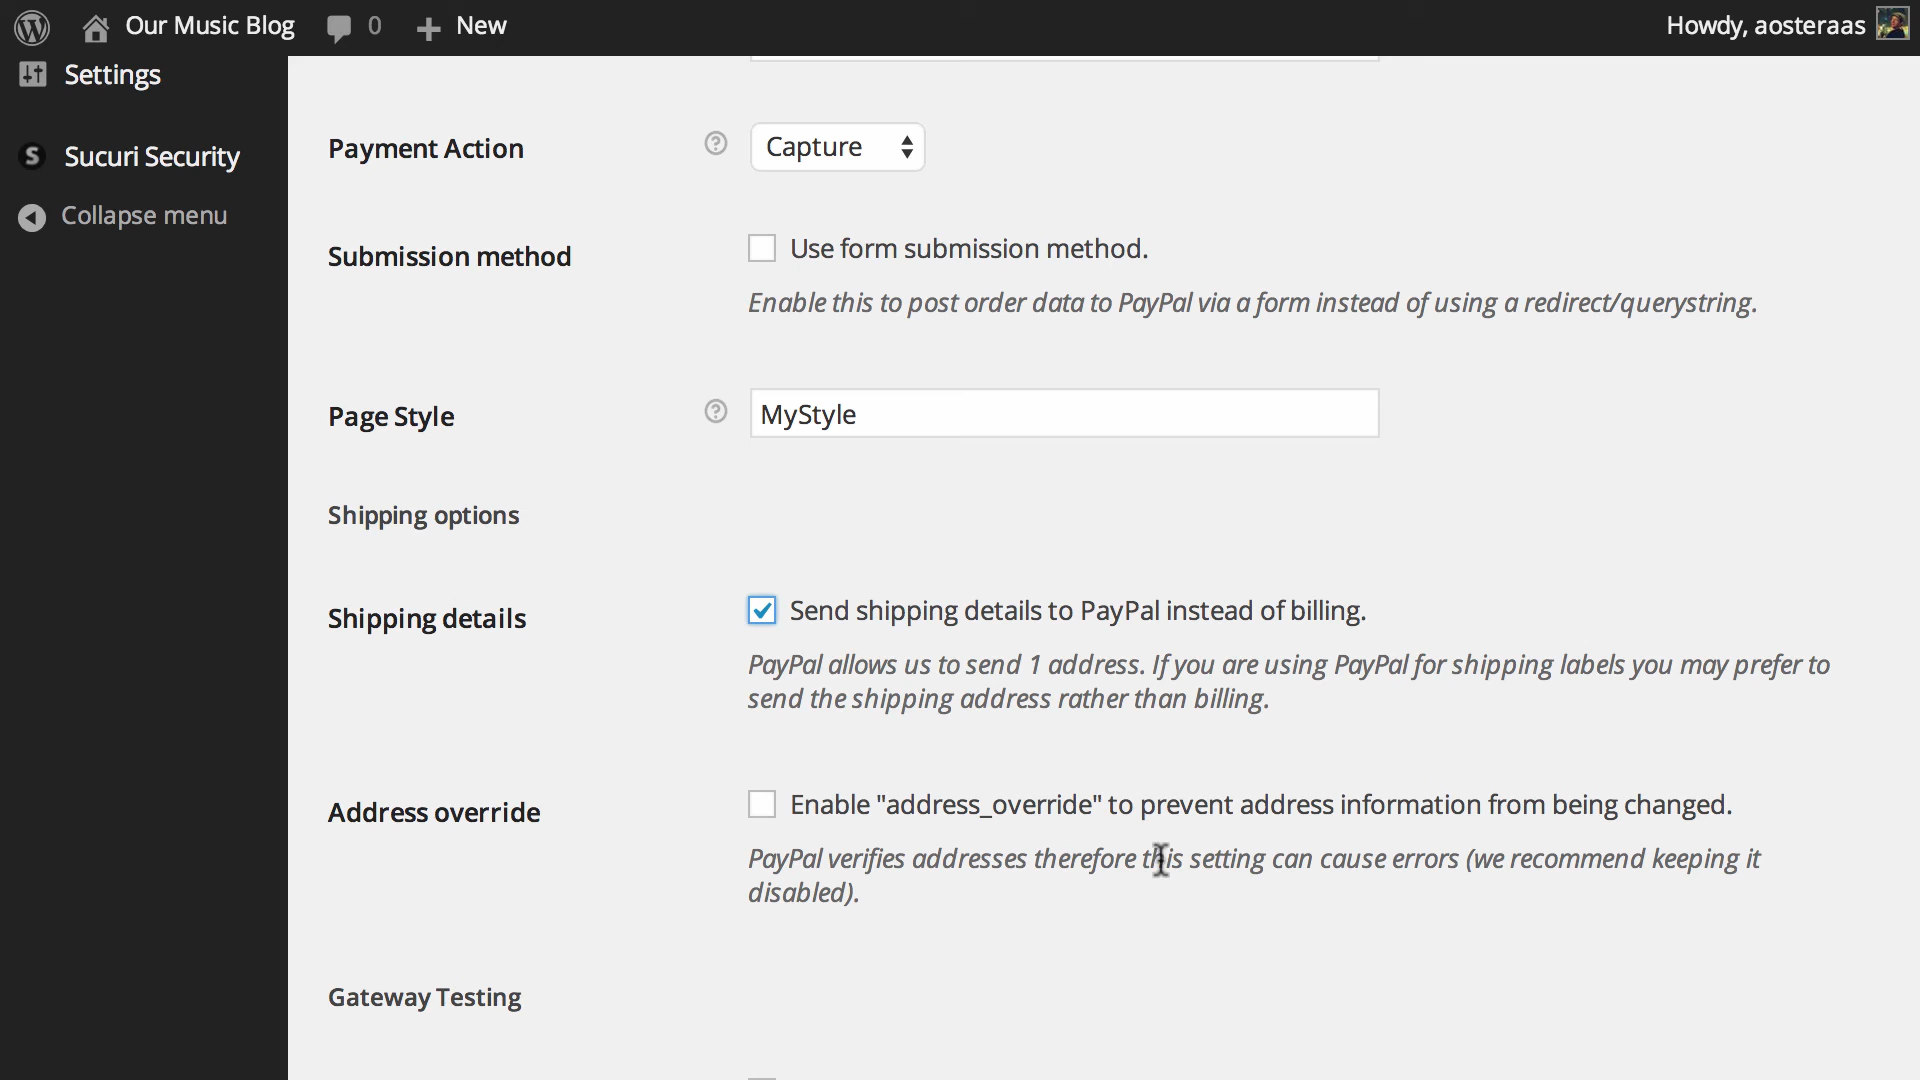 Our Music Blog 0 + New Howdy, aosteraas
Settings
Sucuri Security
Collapse menu
Payment Action ? Capture
Submission method Use form submission method.
Enable this to post order data to PayPal via a form instead of using a redirect/querystring.
Page Style ? MyStyle
Shipping options
Shipping details Send shipping details to PayPal instead of billing.
PayPal allows us to send 1 address. If you are using PayPal for shipping labels you may prefer to
send the shipping address rather than billing.
Address override Enable "address_override" to prevent address information from being changed.
PayPal verifies addresses therefore this setting can cause errors (we recommend keeping it
disabled).
Gateway Testing